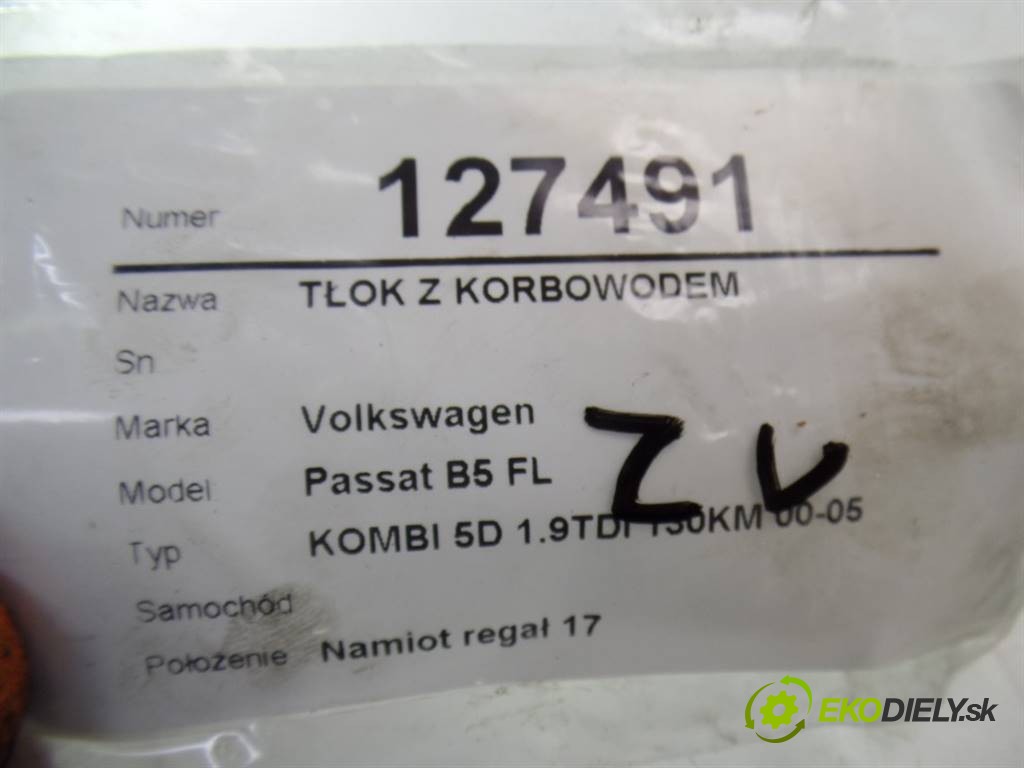 Numer 127491
Nazwa TŁOK Z KORBOWODEM
Sn
Marka Volkswagen
Model Passat B5 FL
Typ KOMBI 5D 1.9TDI 130KM 00-05
Samochód
Położenie Namiot regał 17
EKODIELY.sk